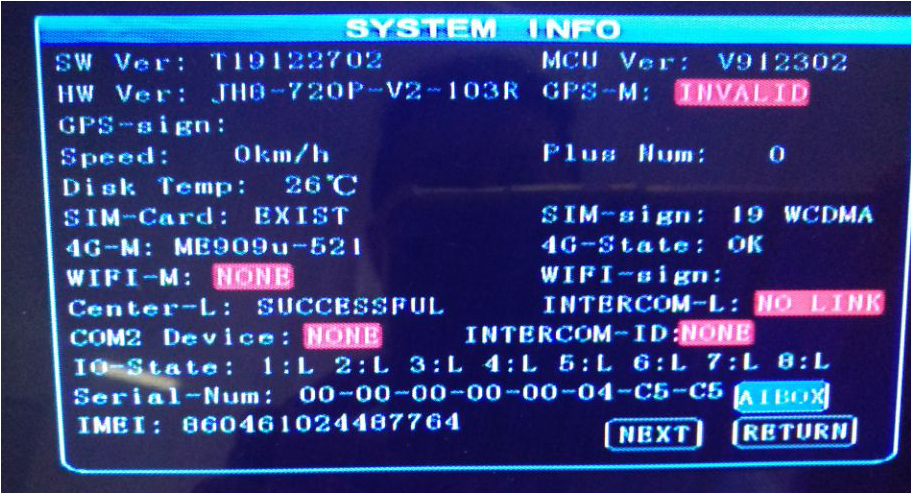 SYSTEM INFO
SW Ver: T19122702 MCU Ver: V912302
HW Ver: JH8-720P-V2-103R GPS-M: INVALID
GPS-sign:
Speed: 0km/h Plus Num: 0
Disk Temp: 26℃
SIM-Card: EXIST SIM-sign: 19 WCDMA
4G-M: ME909u-521 4G-State: OK
WIFI-M: NONE WIFI-sign:
Center-L: SUCCESSFUL INTERCOM-L: NO LINK
COM2 Device: NONE INTERCOM-ID:NONE
IO-State: 1:L 2:L 3:L 4:L 5:L 6:L 7:L 8:L
Serial-Num: 00-00-00-00-00-04-C5-C5 AIBOX
IMEI: 860461024487764 NEXT RETURN